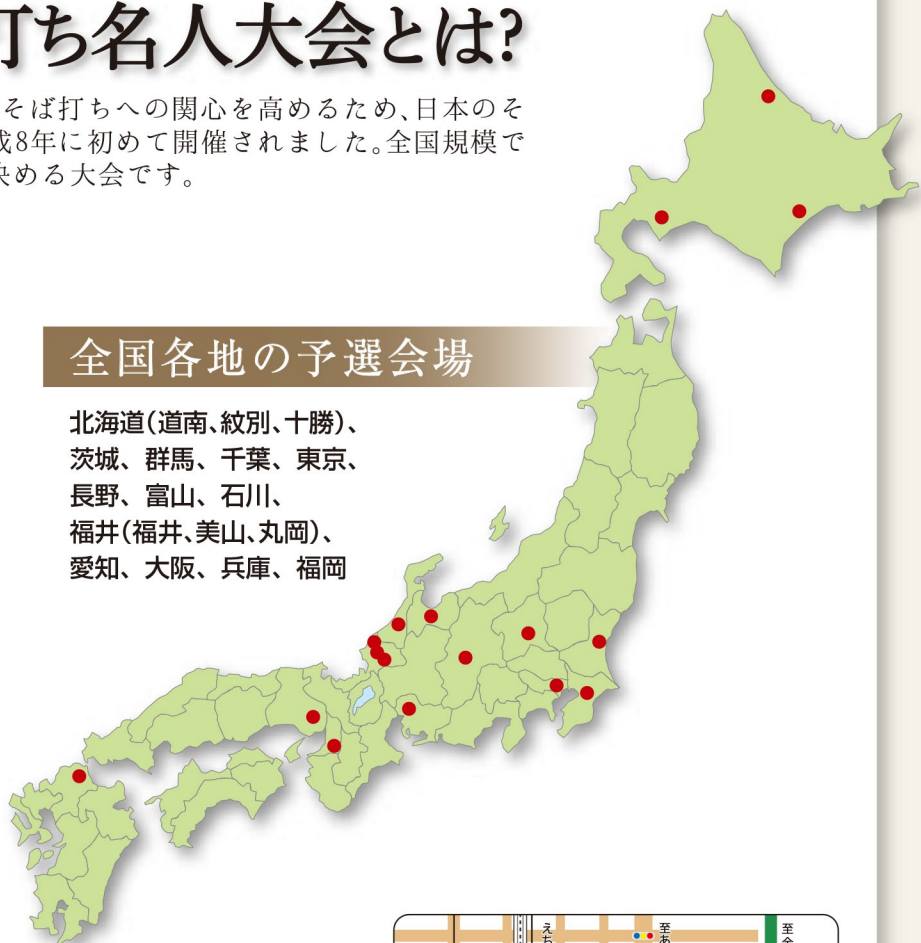 打ち名人大会とは?
そば打ちへの関心を高めるため、日本のそ
成8年に初めて開催されました。全国規模で
決める大会です。
全国各地の予選会場
北海道(道南、紋別、十勝)、
茨城、群馬、千葉、東京、
長野、富山、石川、
福井(福井、美山、丸岡)、
愛知、大阪、兵庫、福岡
えち
至あ
至